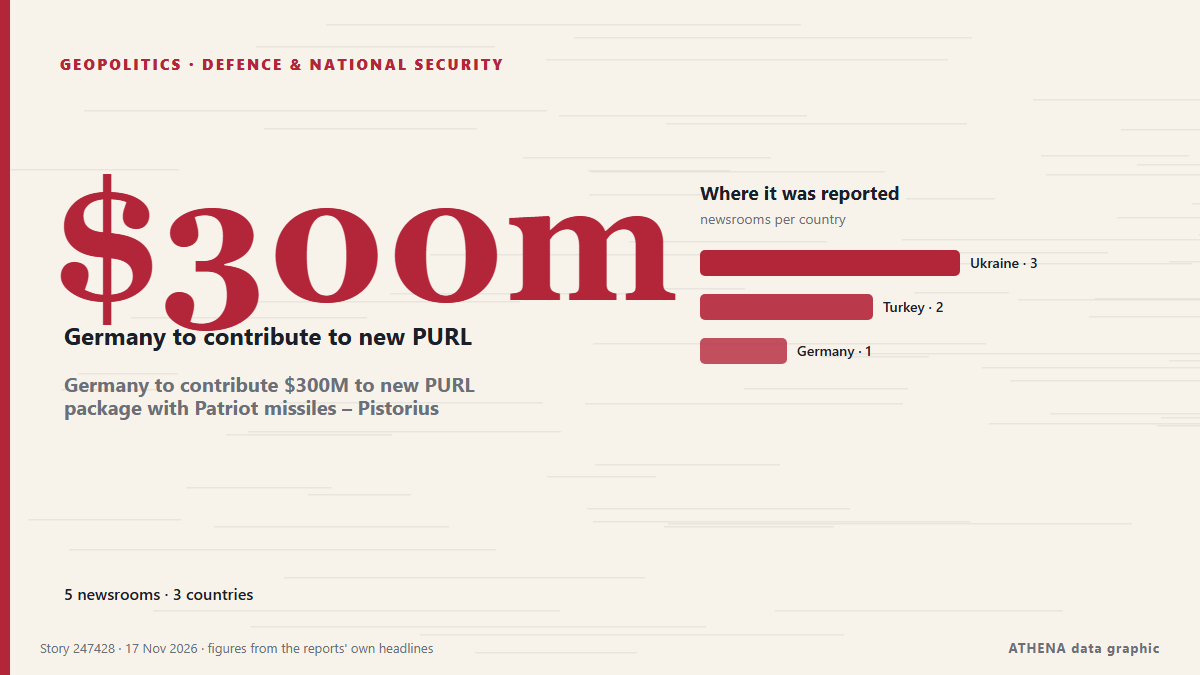 GEOPOLITICS · DEFENCE & NATIONAL SECURITY
$300m
Germany to contribute to new PURL
Germany to contribute $300M to new PURL
package with Patriot missiles – Pistorius
Where it was reported
newsrooms per country
Ukraine · 3
Turkey · 2
Germany · 1
5 newsrooms · 3 countries
Story 247428 · 17 Nov 2026 · figures from the reports' own headlines
ATHENA data graphic